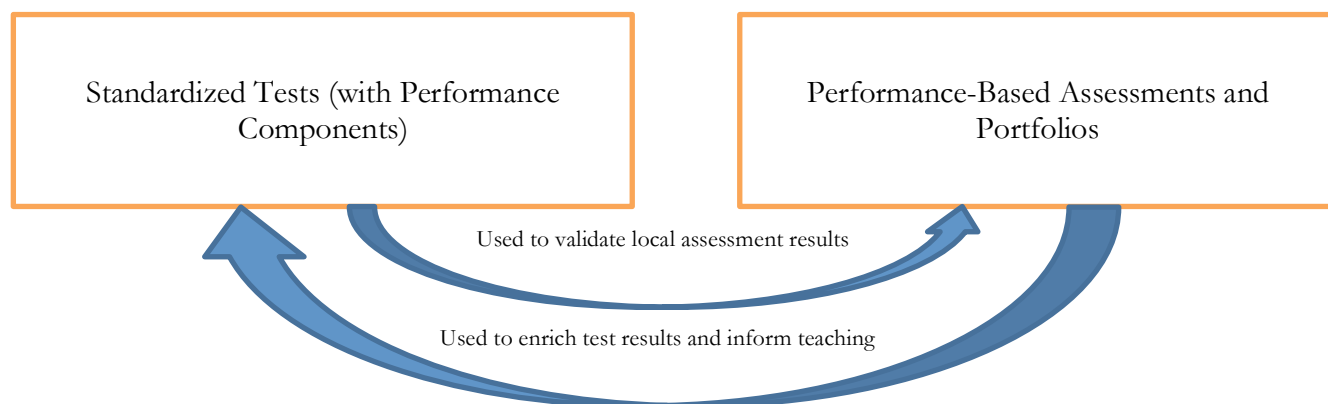 Standardized Tests (with Performance
Components)
Performance-Based Assessments and
Portfolios
Used to validate local assessment results
Used to enrich test results and inform teaching